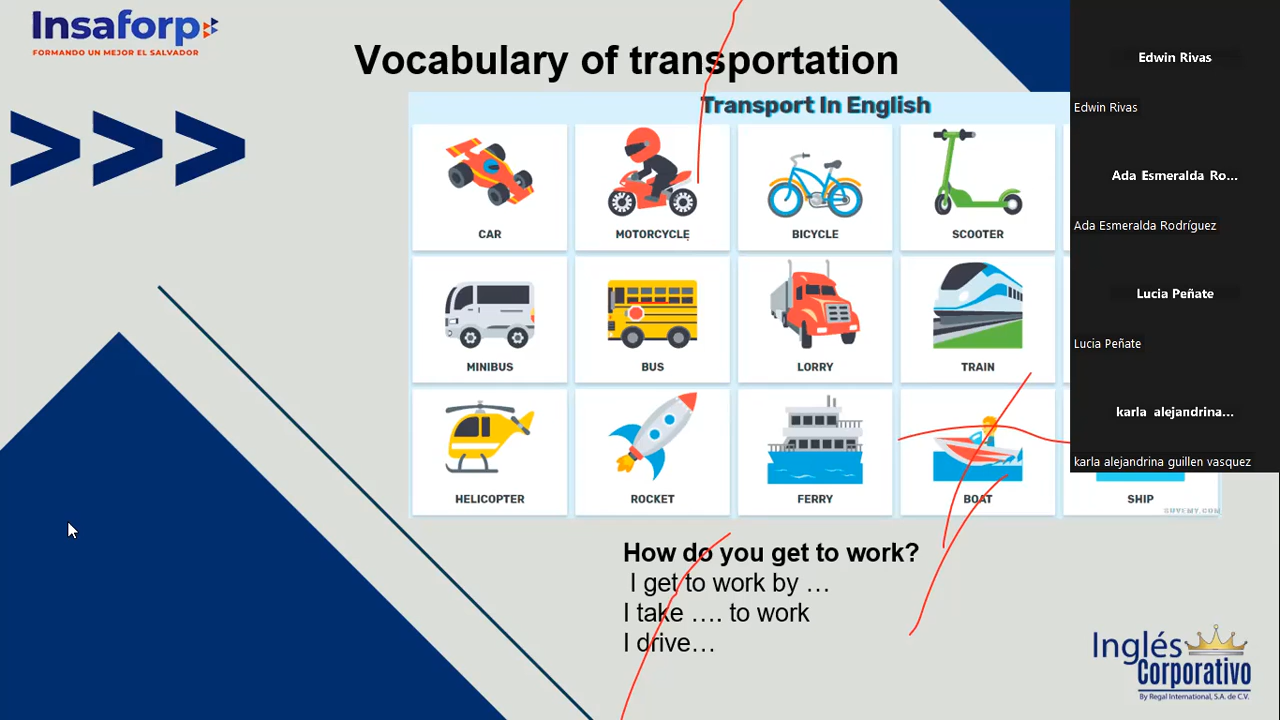 Insaforp
FORMANDO UN MEJOR EL SALVADOR
Vocabulary of transportation
Transport In English
CAR
MOTORCYCLE
BICYCLE
SCOOTER
MINIBUS
BUS
LORRY
TRAIN
HELICOPTER
ROCKET
FERRY
BOAT
SHIP
GUVEMY.COM
How do you get to work?
I get to work by …
I take …. to work
I drive…
Edwin Rivas
Edwin Rivas
Ada Esmeralda Ro...
Ada Esmeralda Rodríguez
Lucia Peñate
Lucia Peñate
karla alejandrina...
karla alejandrina guillen vasquez
Inglés
Corporativo
By Regal International, S.A. de C.V.